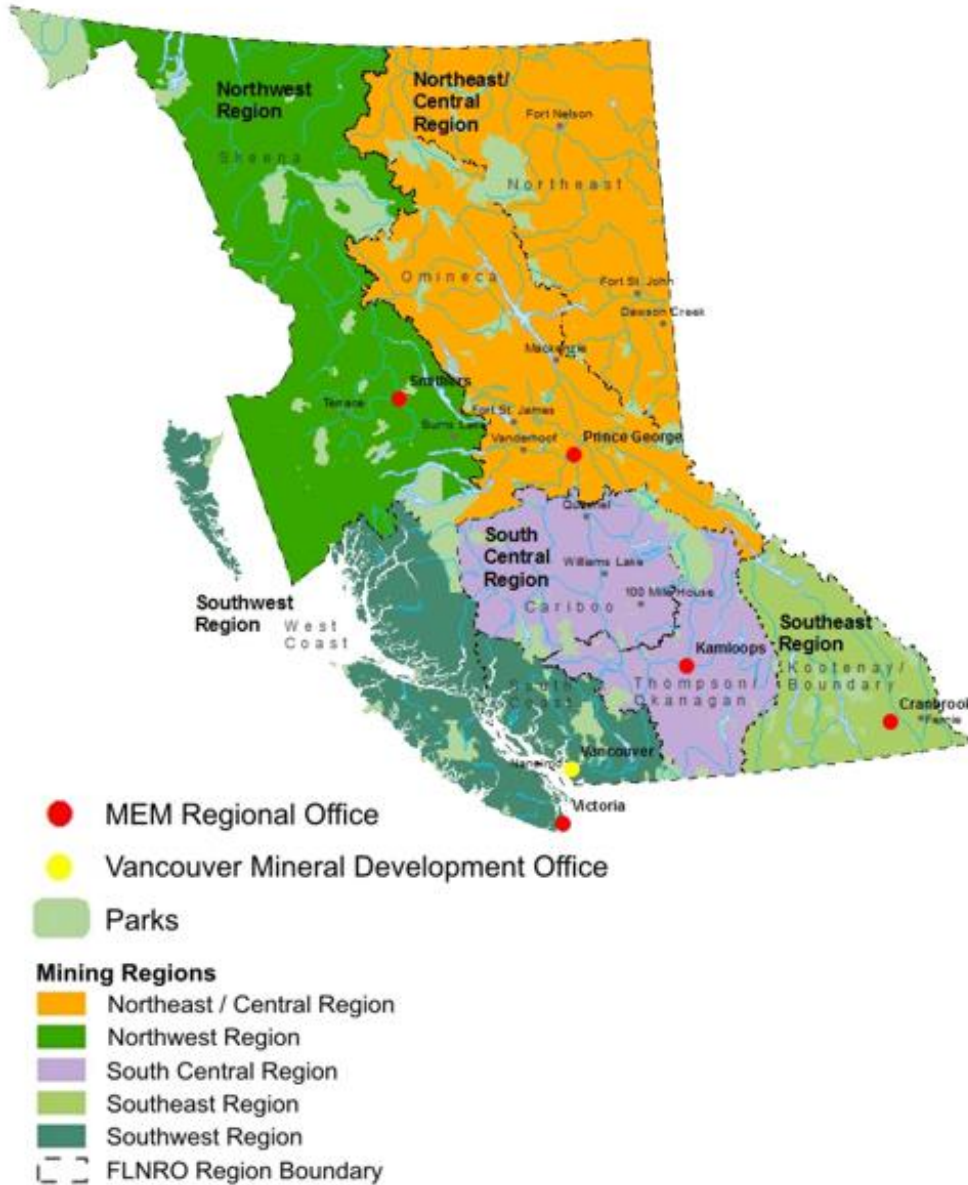 Northwest
Region
Northeast/
Central
Region
Fort Nelson
Skeena
Northeast
Omineca
Fort St. John
Dawson Creek
Mackenzie
Smithers
Terrace
Fort St. James
Burns Lake
Vanderhoof
Prince George
Quesnel
South
Central
Region
Williams Lake
100 Mile House
Cariboo
Southwest
Region
West
Coast
Southeast
Region
Kamloops
Kootenay/
Boundary
Thompson/
Okanagan
South
Coast
Cranbrook
Fernie
Vancouver
Nanaimo
Victoria
MEM Regional Office
Vancouver Mineral Development Office
Parks
Mining Regions
Northeast / Central Region
Northwest Region
South Central Region
Southeast Region
Southwest Region
FLNRO Region Boundary